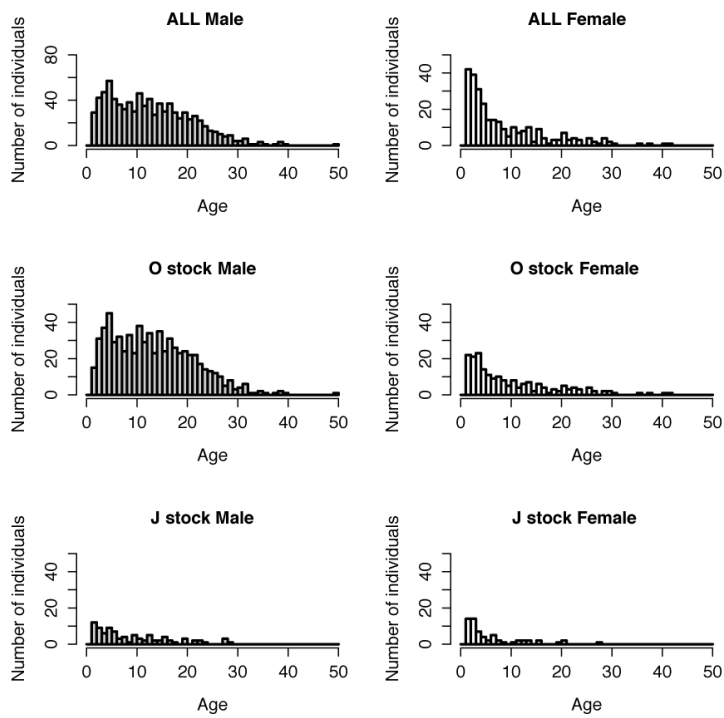 ALL Male
Number of individuals
0
40
80
0 10 20 30 40 50
Age
ALL Female
Number of individuals
0
20
40
0 10 20 30 40 50
Age
O stock Male
Number of individuals
0
20
40
0 10 20 30 40 50
Age
O stock Female
Number of individuals
0
20
40
0 10 20 30 40 50
Age
J stock Male
Number of individuals
0
20
40
0 10 20 30 40 50
Age
J stock Female
Number of individuals
0
20
40
0 10 20 30 40 50
Age